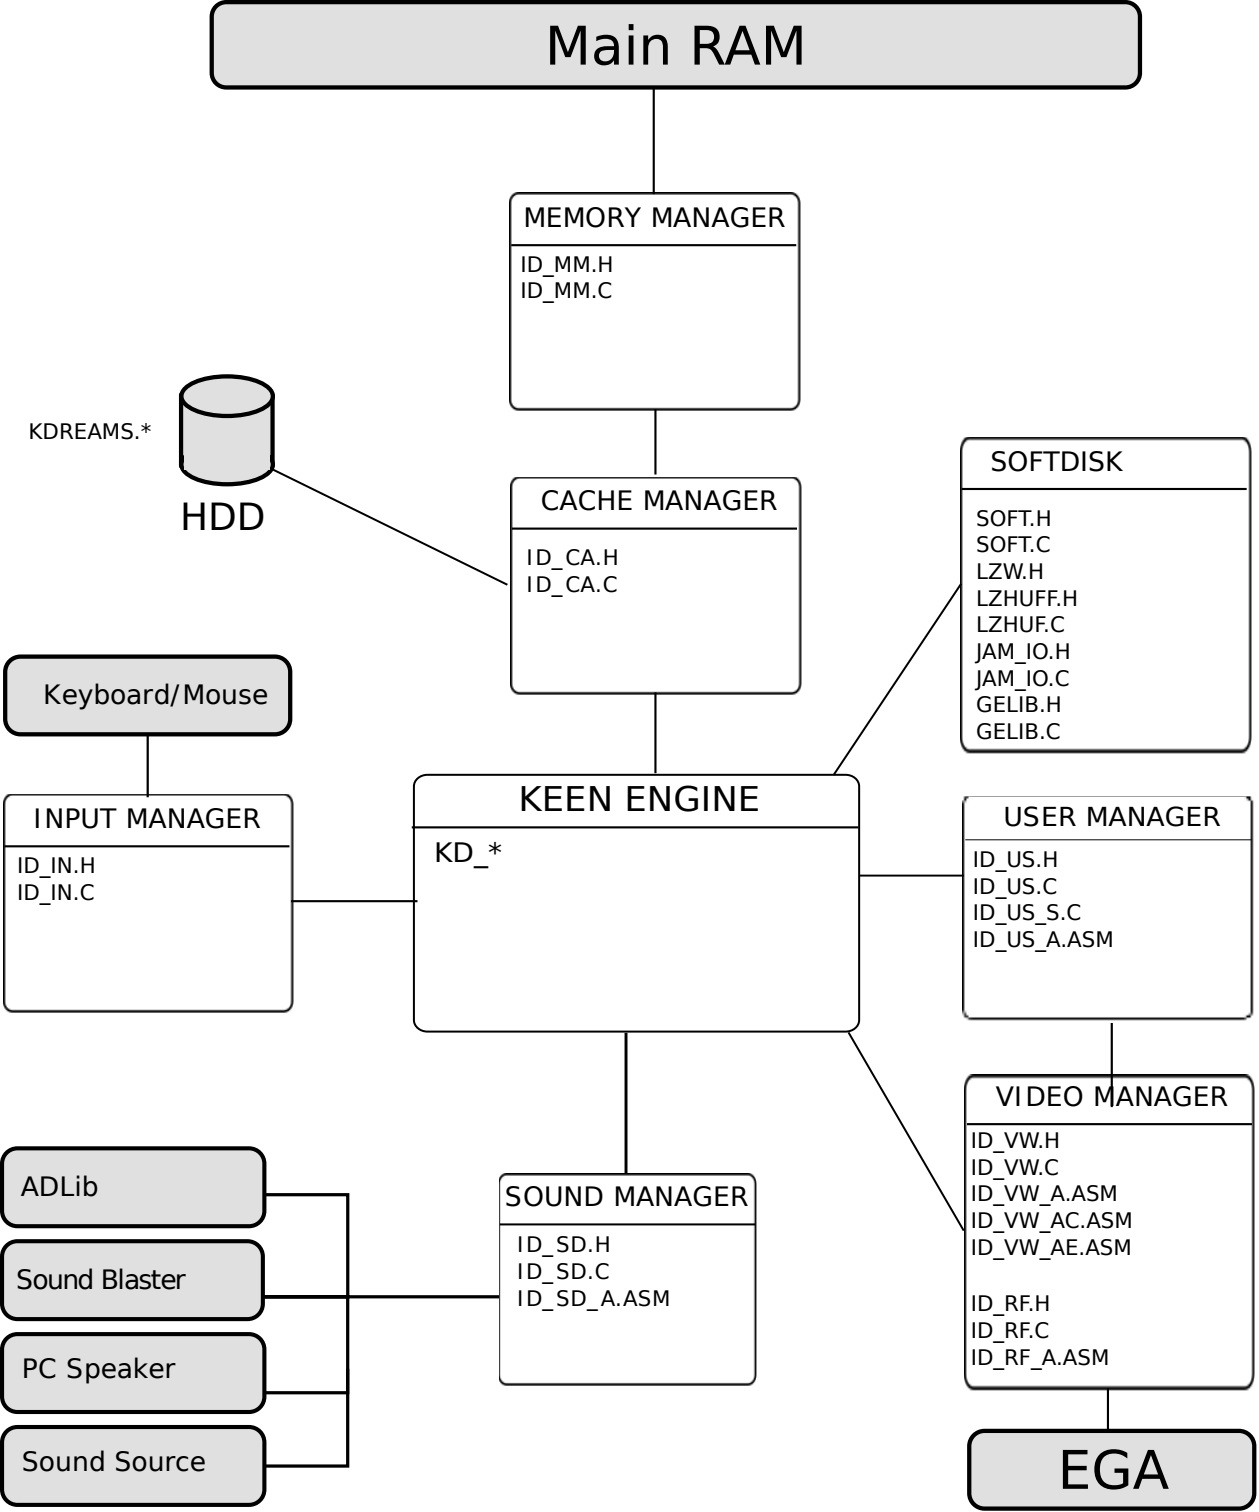 Main RAM
MEMORY MANAGER
ID_MM.H
ID_MM.C
KDREAMS.*
HDD
CACHE MANAGER
ID_CA.H
ID_CA.C
SOFTDISK
SOFT.H
SOFT.C
LZW.H
LZHUFF.H
LZHUF.C
JAM_IO.H
JAM_IO.C
GELIB.H
GELIB.C
Keyboard/Mouse
INPUT MANAGER
ID_IN.H
ID_IN.C
KEEN ENGINE
KD_*
USER MANAGER
ID_US.H
ID_US.C
ID_US_S.C
ID_US_A.ASM
VIDEO MANAGER
ID_VW.H
ID_VW.C
ID_VW_A.ASM
ID_VW_AC.ASM
ID_VW_AE.ASM
ID_RF.H
ID_RF.C
ID_RF_A.ASM
ADLib
Sound Blaster
PC Speaker
Sound Source
SOUND MANAGER
ID_SD.H
ID_SD.C
ID_SD_A.ASM
EGA